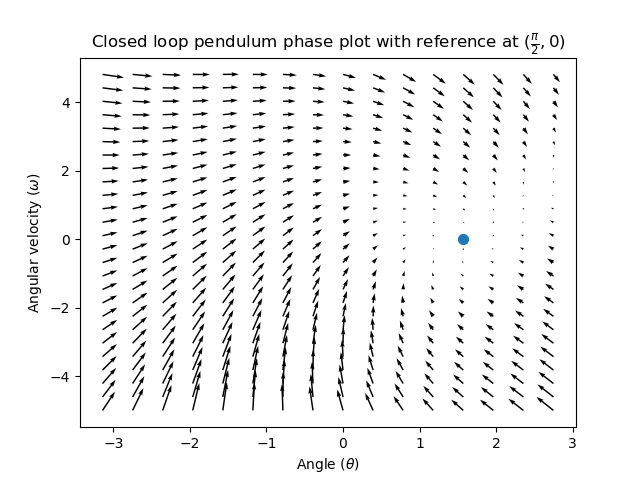 Closed loop pendulum phase plot with reference at (π/2, 0)
4
2
0
−2
−4
Angular velocity (ω)
−3 −2 −1 0 1 2 3
Angle (θ)